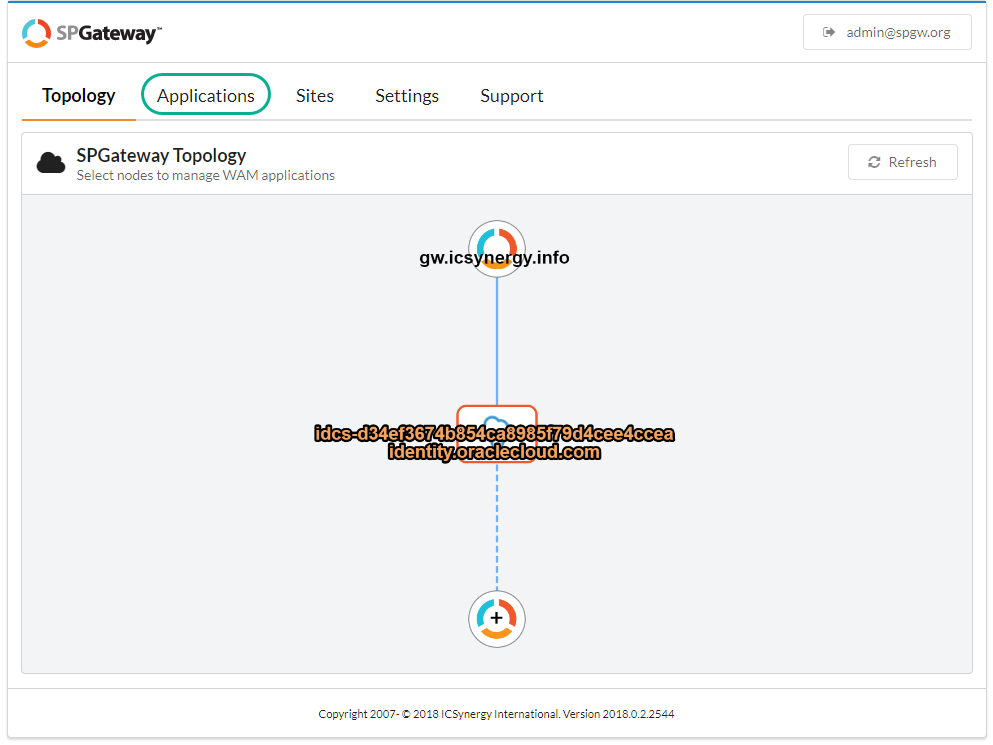 SPGateway™
admin@spgw.org
Topology
Applications
Sites
Settings
Support
SPGateway Topology
Select nodes to manage WAM applications
Refresh
gw.icsynergy.info
idcs-d34ef3674b854ca8985f79d4cee4ccea
identity.oraclecloud.com
+
Copyright 2007- © 2018 ICSynergy International. Version 2018.0.2.2544